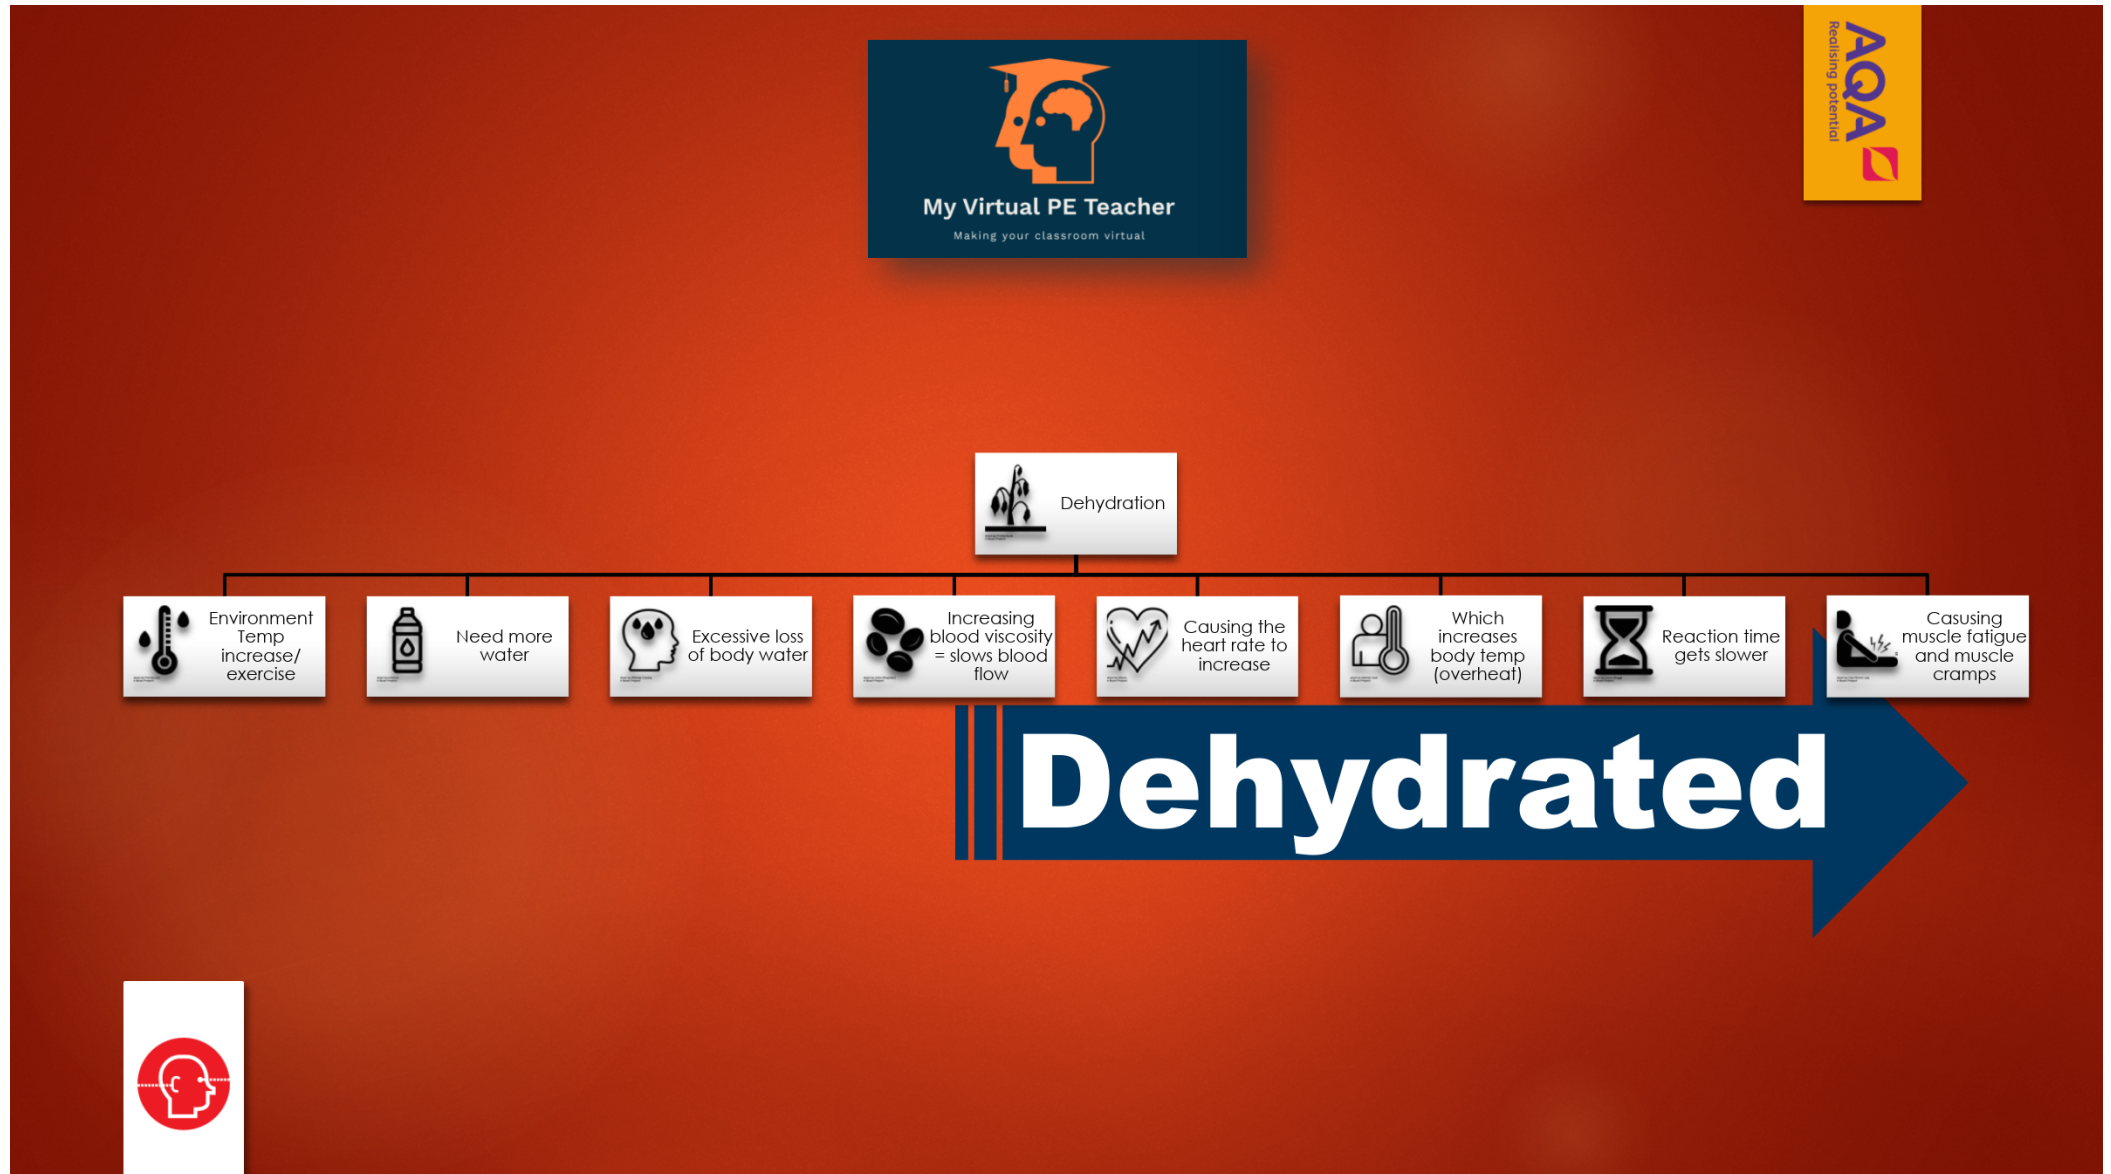 My Virtual PE Teacher
Making your classroom virtual
AQA
Realising potential
Dehydration
Environment
Temp
increase/
exercise
Need more
water
Excessive loss
of body water
Increasing
blood viscosity
= slows blood
flow
Causing the
heart rate to
increase
Which
increases
body temp
(overheat)
Reaction time
gets slower
Casusing
muscle fatigue
and muscle
cramps
Dehydrated